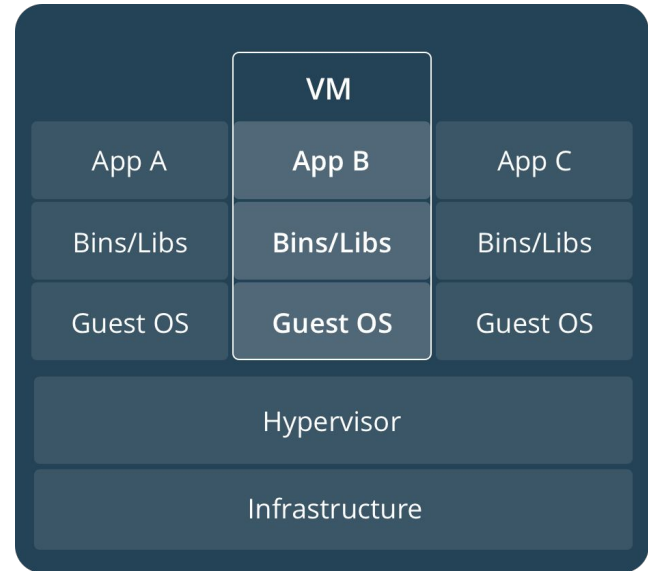 VM
App A
App B
App C
Bins/Libs
Bins/Libs
Bins/Libs
Guest OS
Guest OS
Guest OS
Hypervisor
Infrastructure